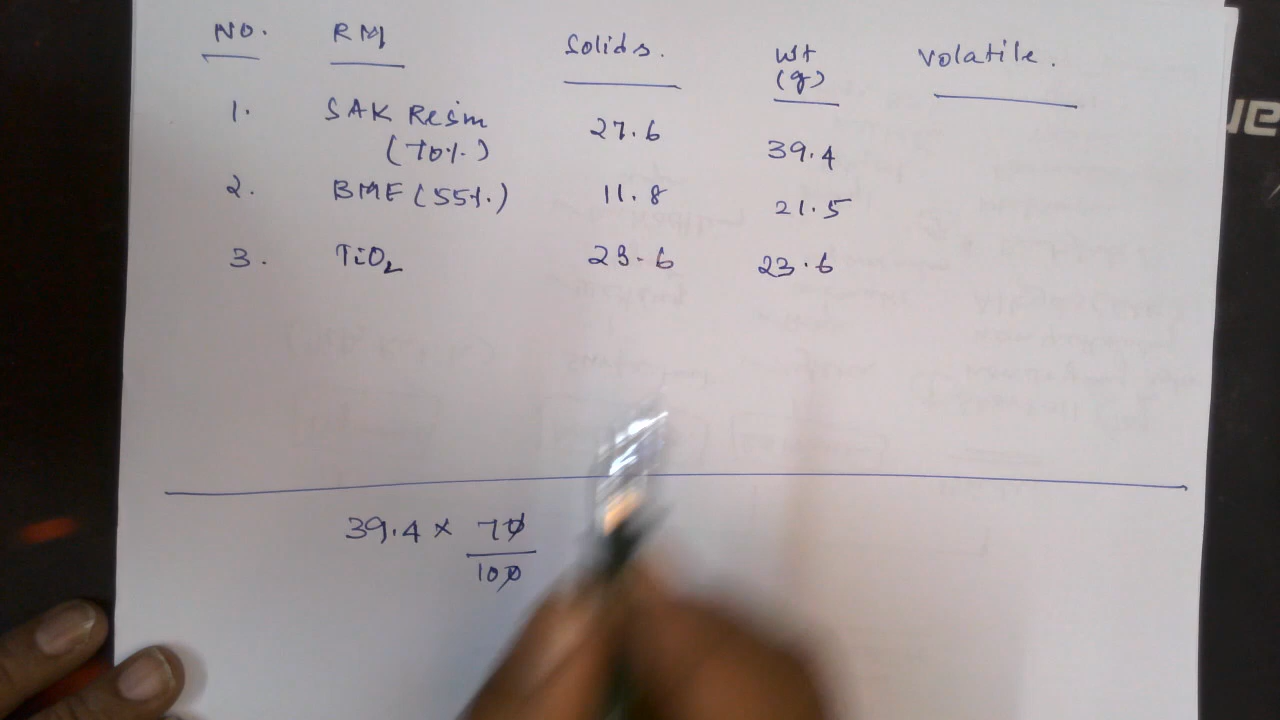 NO. RM Solids. Wt (g) Volatile.
1. SAK Resin (70%) 27.6 39.4
2. BMF (55%.) 11.8 21.5
3. TiO2 23.6 23.6
39.4 × 70
100